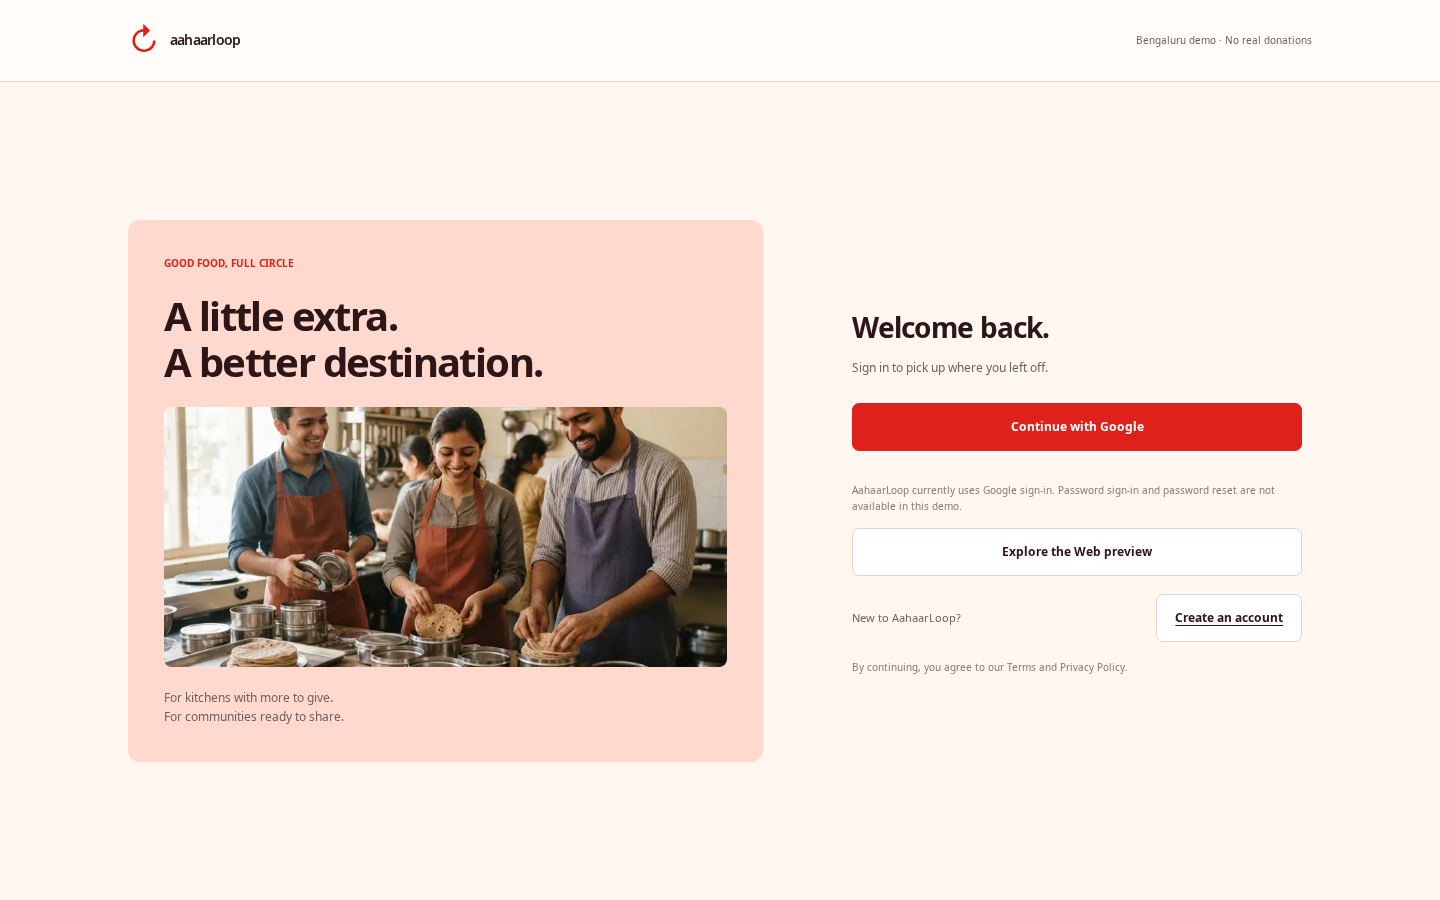 aahaarloop
Bengaluru demo · No real donations
GOOD FOOD, FULL CIRCLE
A little extra.
A better destination.
For kitchens with more to give.
For communities ready to share.
Welcome back.
Sign in to pick up where you left off.
Continue with Google
AahaarLoop currently uses Google sign-in. Password sign-in and password reset are not
available in this demo.
Explore the Web preview
New to AahaarLoop?
Create an account
By continuing, you agree to our Terms and Privacy Policy.